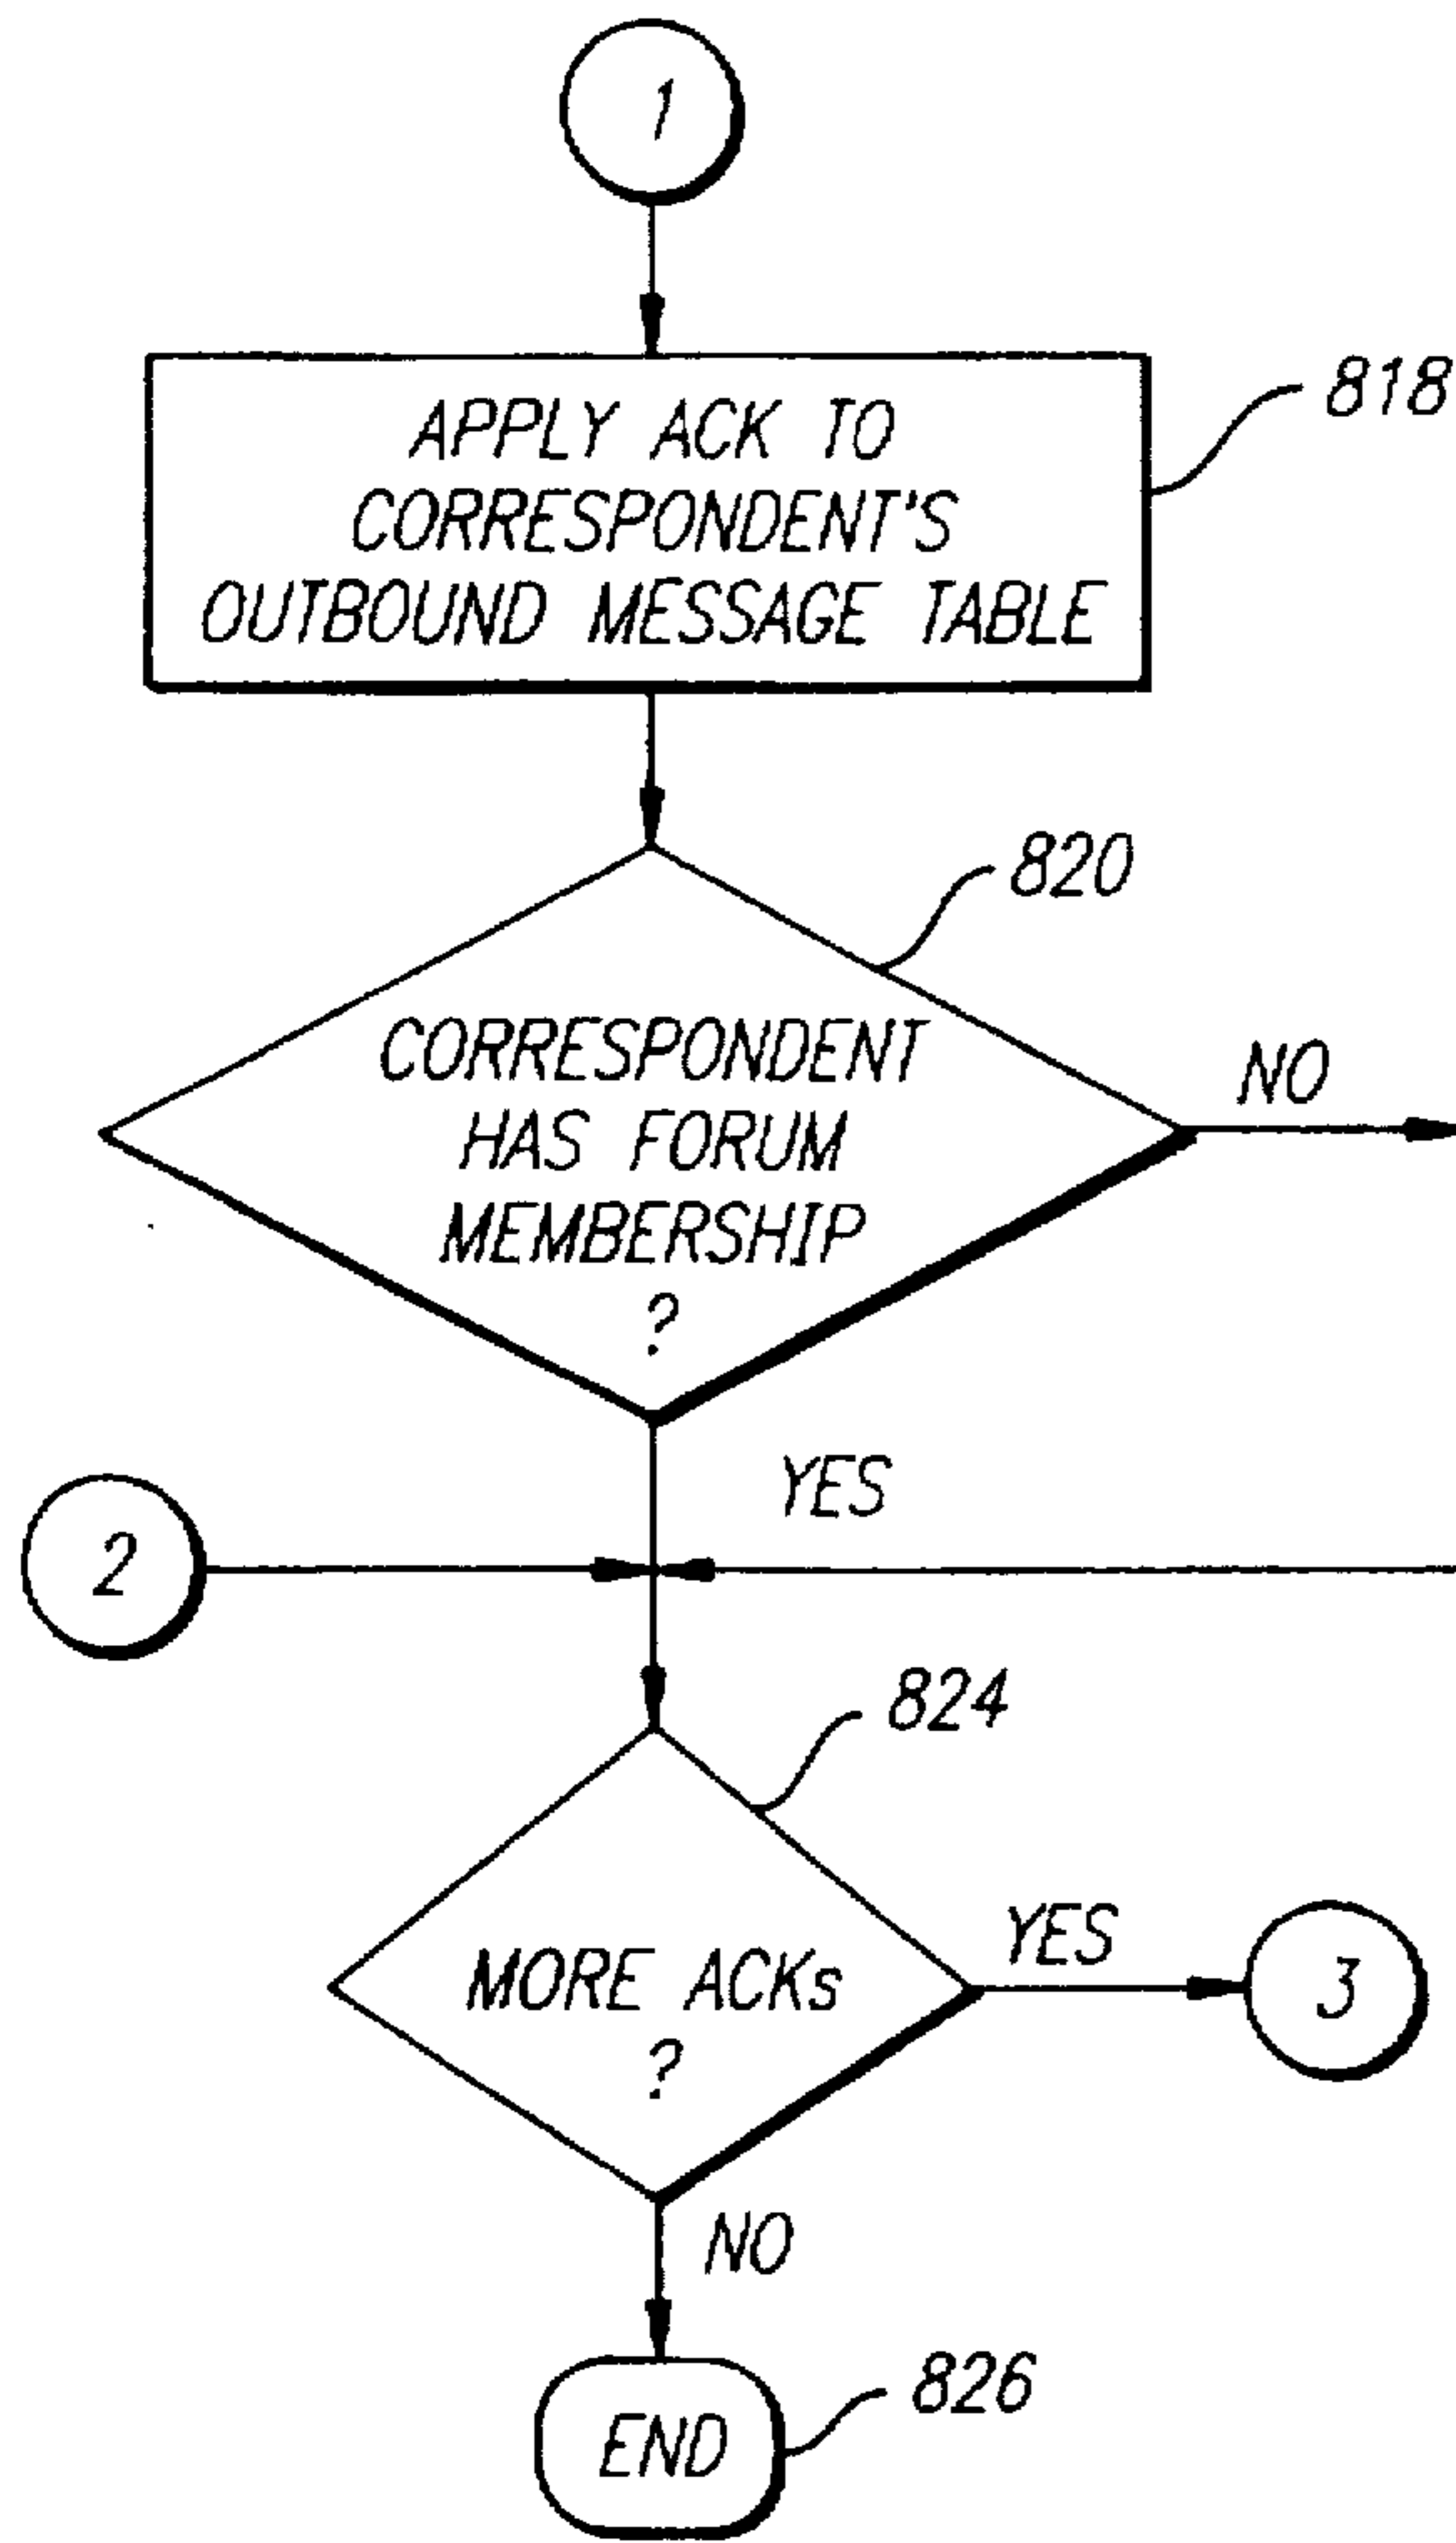 1
APPLY ACK TO
CORRESPONDENT'S
OUTBOUND MESSAGE TABLE
818
820
CORRESPONDENT
HAS FORUM
MEMBERSHIP
?
NO
YES
2
824
MORE ACKs
?
YES
3
NO
END
826